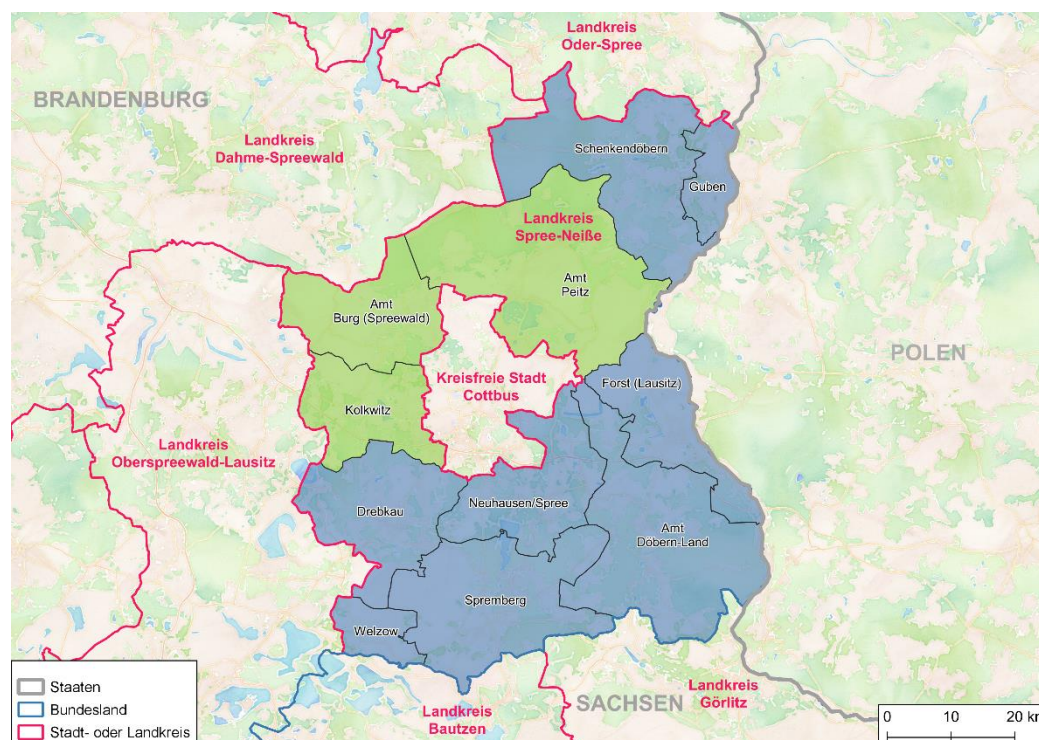 Landkreis
Oder-Spree
BRANDENBURG
Landkreis
Dahme-Spreewald
Schenkendöbern
Guben
Landkreis
Spree-Neiße
Amt
Peitz
Amt
Burg (Spreewald)
POLEN
Kreisfreie Stadt
Cottbus
Forst (Lausitz)
Kolkwitz
Landkreis
Oberspreewald-Lausitz
Neuhausen/Spree
Drebkau
Amt
Döbern-Land
Spremberg
Welzow
Staaten
Bundesland
Stadt- oder Landkreis
Landkreis
Bautzen
SACHSEN
Landkreis
Görlitz
0 10 20 km